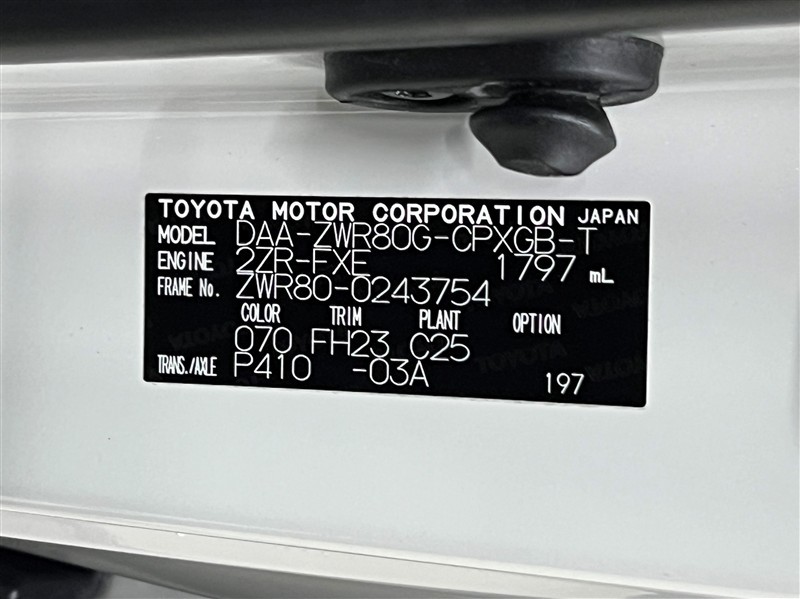 TOYOTA MOTOR CORPORATION JAPAN
MODEL DAA-ZWR80G-CPXGB-T
ENGINE 2ZR-FXE 1797 mL
FRAME No. ZWR80-0243754
COLOR TRIM PLANT OPTION
070 FH23 C25
TRANS./AXLE P410 -03A 197